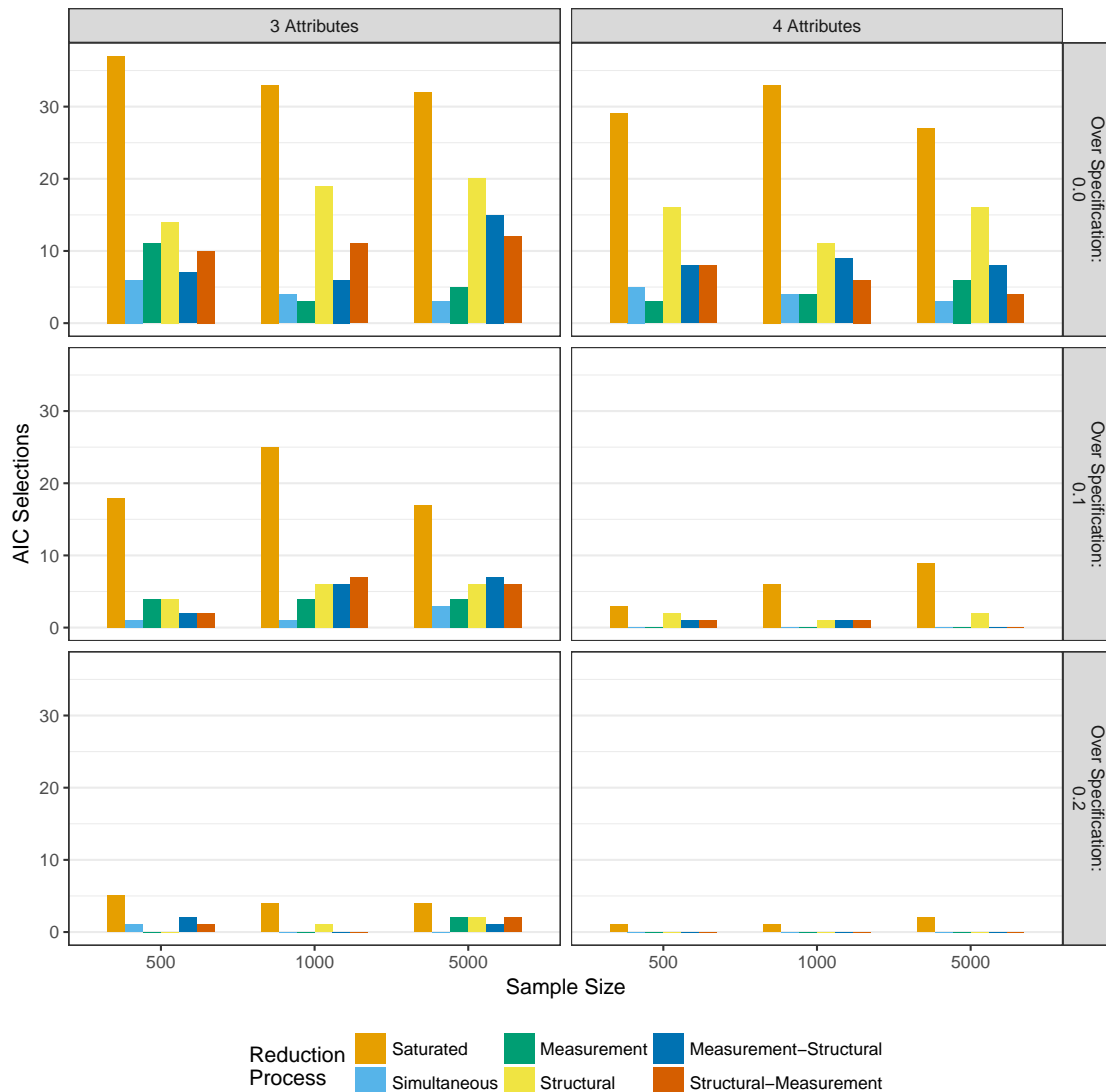 3 Attributes
4 Attributes
30
20
10
0
Over Specification:
0.0
30
20
10
0
Over Specification:
0.1
30
20
10
0
Over Specification:
0.2
AIC Selections
500
1000
5000
500
1000
5000
Sample Size
Reduction
Process
Saturated
Measurement
Measurement−Structural
Simultaneous
Structural
Structural−Measurement